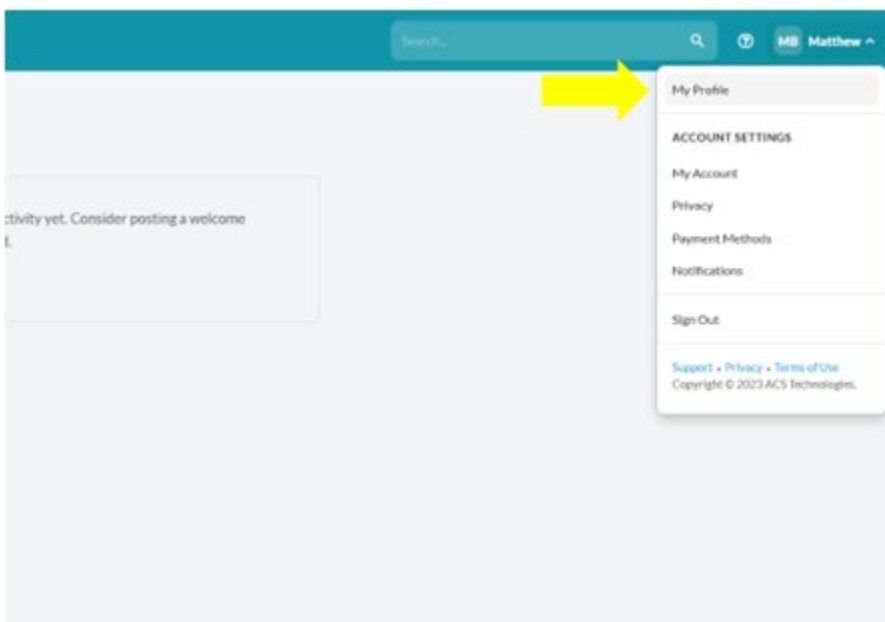 Search...
MB Matthew
My Profile
ACCOUNT SETTINGS
My Account
Privacy
Payment Methods
Notifications
Sign Out
Support • Privacy • Terms of Use
Copyright © 2023 ACS Technologies.
ctivity yet. Consider posting a welcome
d.